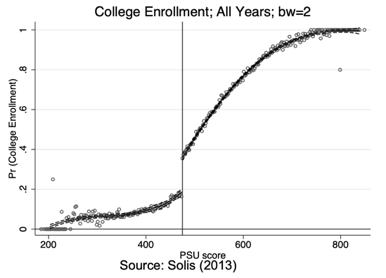 College Enrollment; All Years; bw=2
Pr (College Enrollment)
1
.8
.6
.4
.2
0
200 400 600 800
PSU score
Source: Solis (2013)